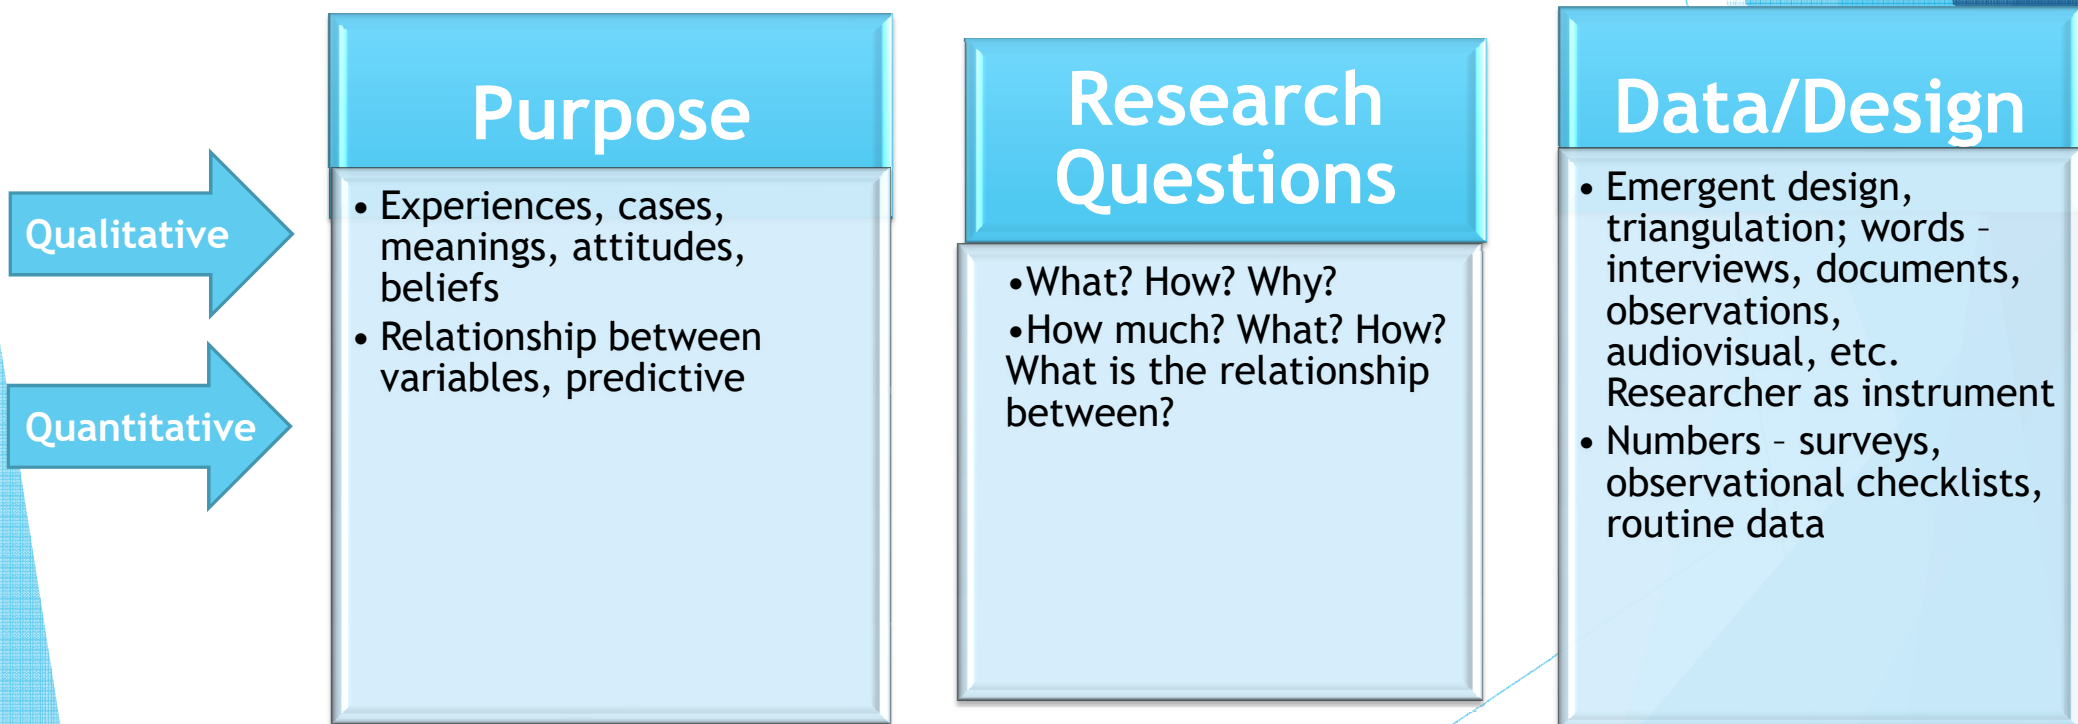 Qualitative
Quantitative
Purpose
• Experiences, cases,
meanings, attitudes,
beliefs
• Relationship between
variables, predictive
Research
Questions
•What? How? Why?
•How much? What? How?
What is the relationship
between?
Data/Design
• Emergent design,
triangulation; words –
interviews, documents,
observations,
audiovisual, etc.
Researcher as instrument
• Numbers – surveys,
observational checklists,
routine data